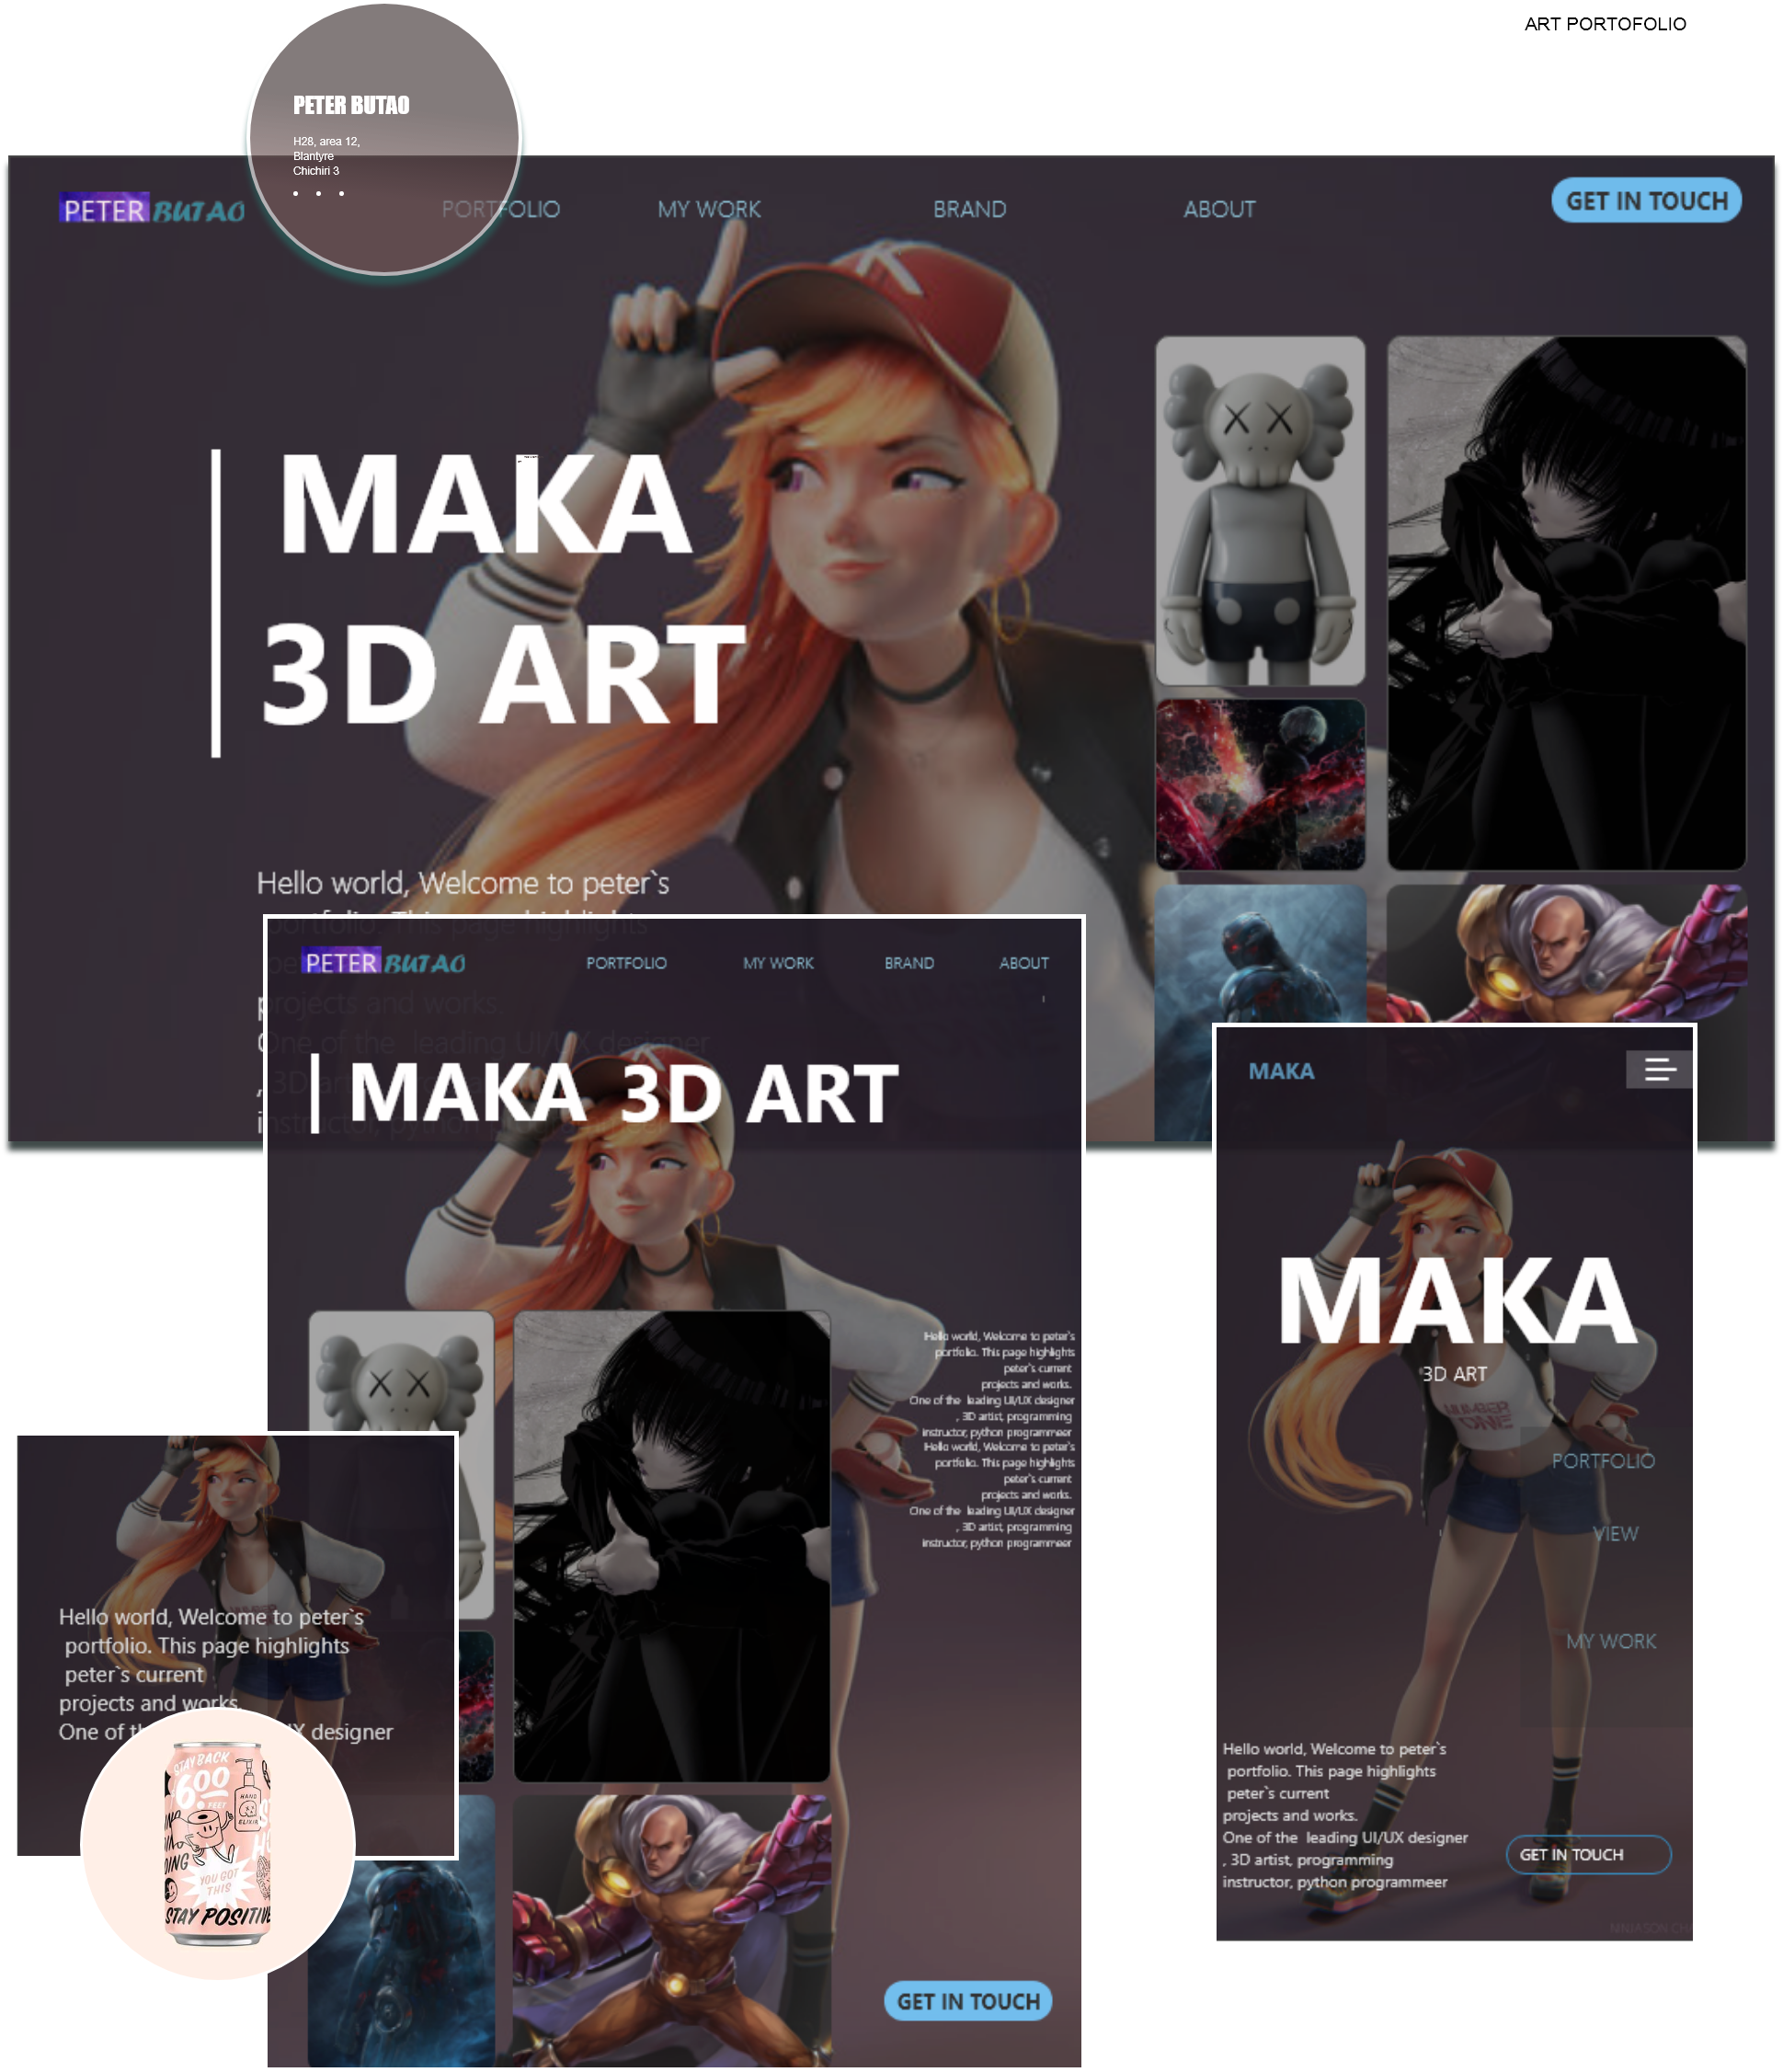 ART PORTOFOLIO
PETER BUTAO
H28, area 12,
Blantyre
Chichiri 3
PETER BUTAO
PORTFOLIO
MY WORK
BRAND
ABOUT
GET IN TOUCH
MAKA
3D ART
Hello world, Welcome to peter`s
portfolio. This page highlights
projects and works.
One of the leading UI/UX designer
, 3D
instructor, python
PETER BUTAO
PORTFOLIO
MY WORK
BRAND
ABOUT
MAKA 3D ART
Hello world, Welcome to peter`s
portfolio. This page highlights
peter`s current
projects and works.
One of the leading UI/UX designer
, 3D artist, programming
instructor, python programmeer
Hello world, Welcome to peter`s
portfolio. This page highlights
peter`s current
projects and works.
One of the leading UI/UX designer
, 3D artist, programming
instructor, python programmeer
GET IN TOUCH
Hello world, Welcome to peter`s
portfolio. This page highlights
peter`s current
projects and works.
One of designer
STAY BACK
6.00
FEET
HAND
ELIXIR
YOU GOT
THIS
STAY POSITIVE
MAKA
MAKA
3D ART
NUMBER
ONE
PORTFOLIO
VIEW
MY WORK
Hello world, Welcome to peter`s
portfolio. This page highlights
peter`s current
projects and works.
One of the leading UI/UX designer
, 3D artist, programming
instructor, python programmeer
GET IN TOUCH